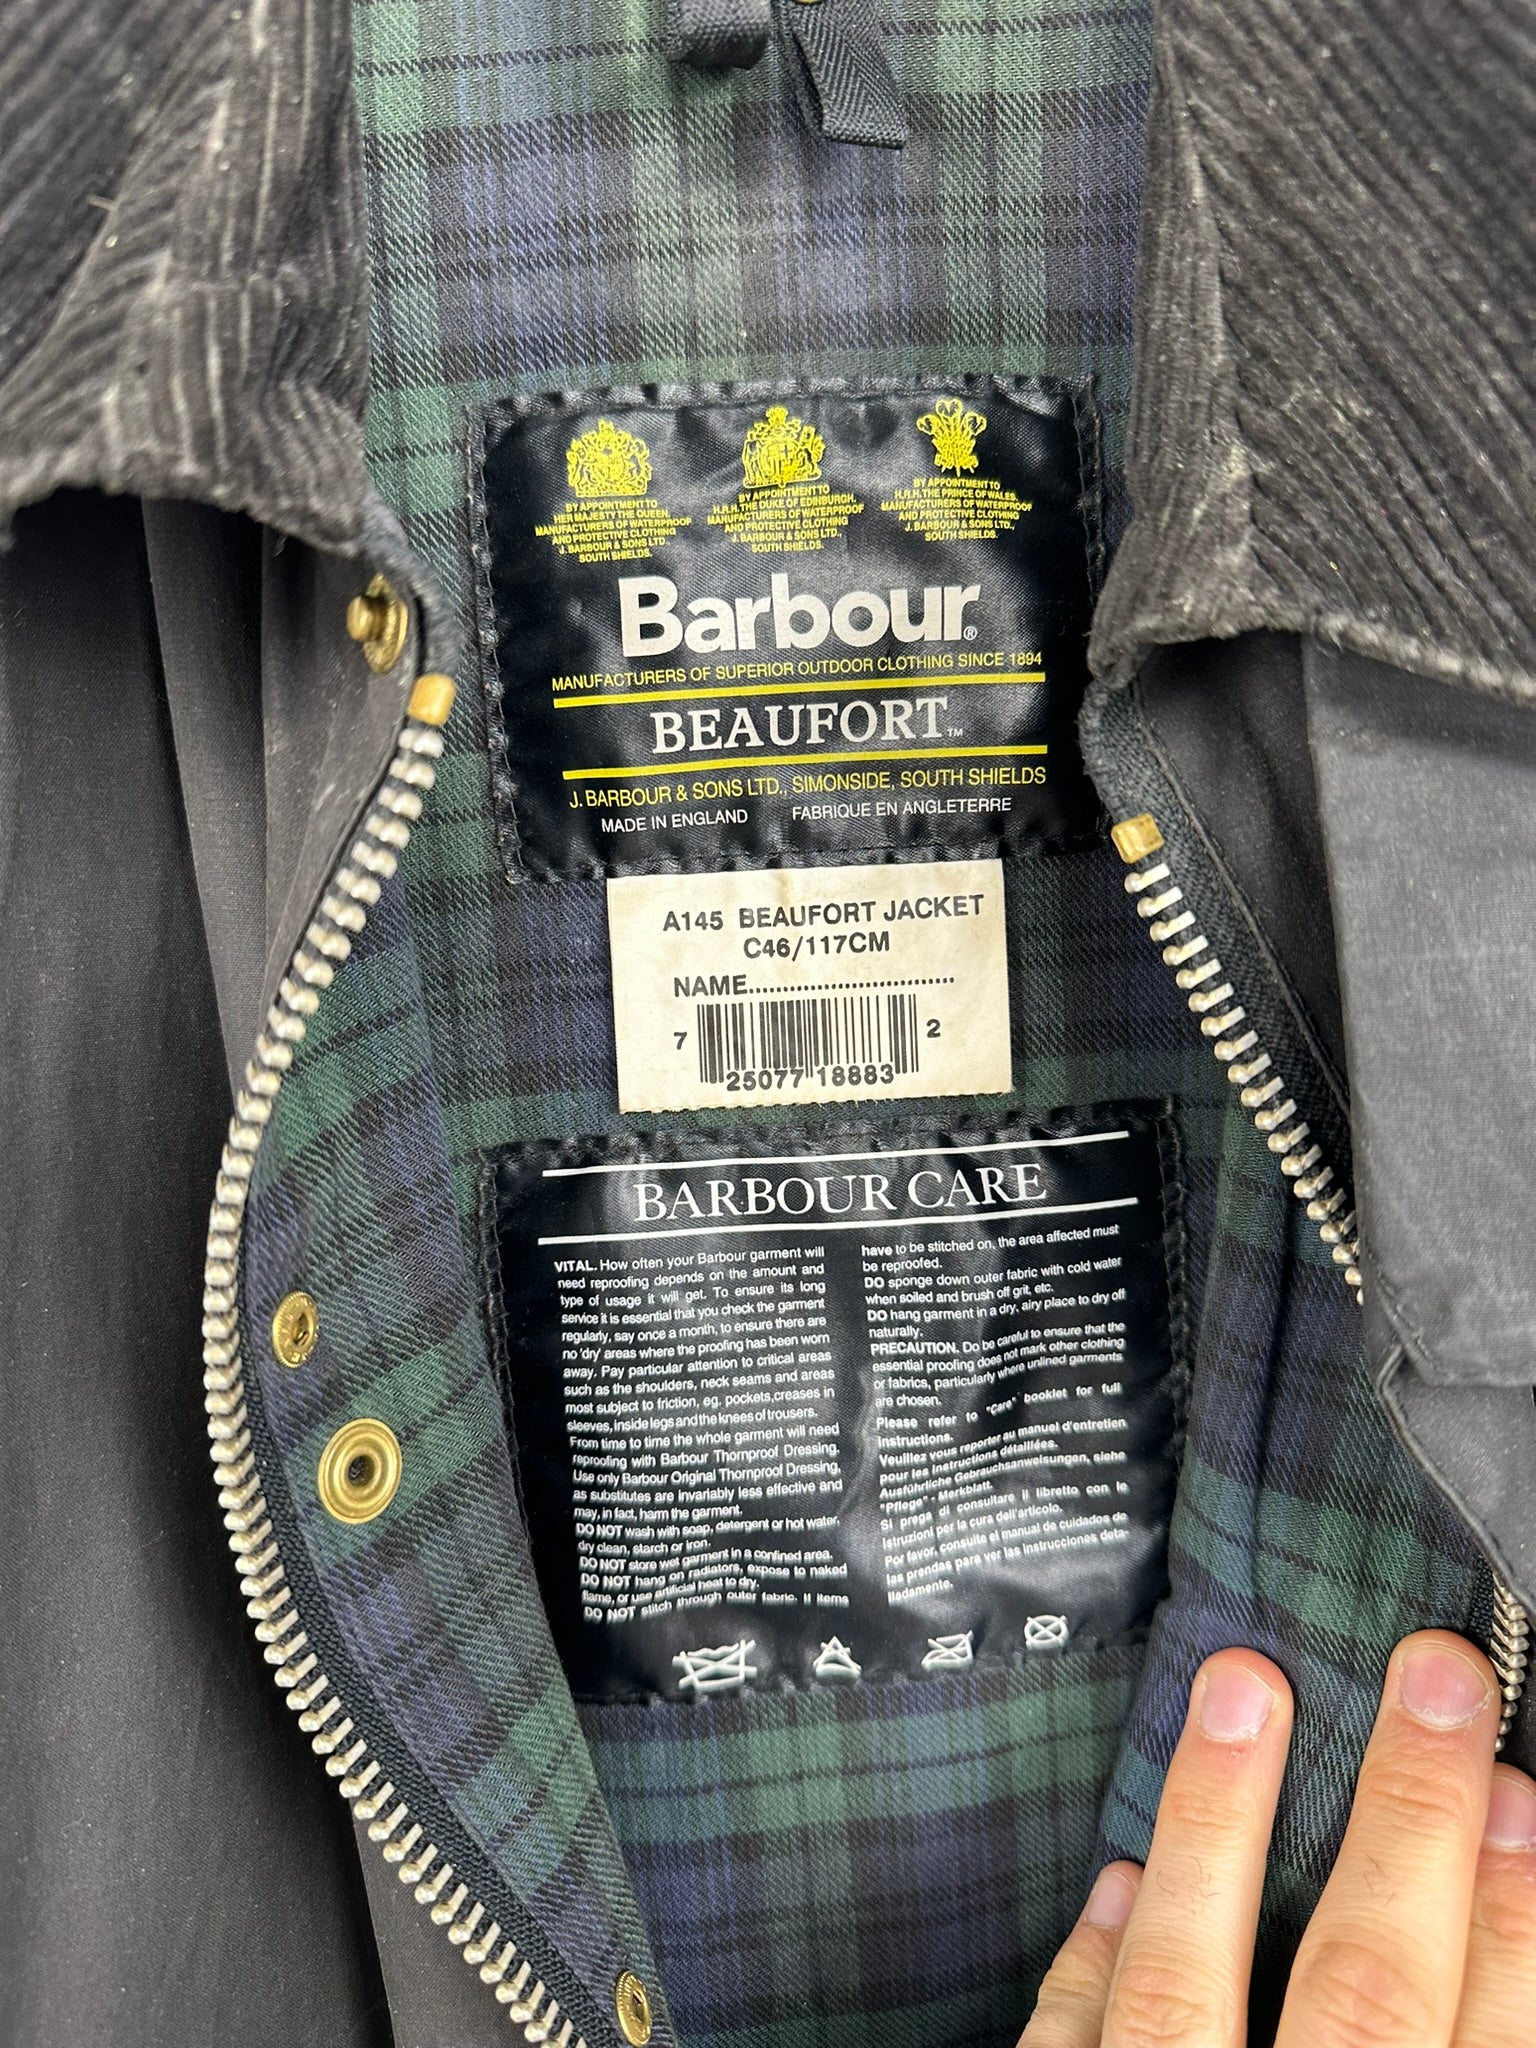 BY APPOINTMENT TO
HER MAJESTY THE QUEEN.
MANUFACTURERS OF WATERPROOF
AND PROTECTIVE CLOTHING
J. BARBOUR & SONS LTD.,
SOUTH SHIELDS.
BY APPOINTMENT TO
H.R.H. THE DUKE OF EDINBURGH.
MANUFACTURERS OF WATERPROOF
AND PROTECTIVE CLOTHING
J. BARBOUR & SONS LTD.,
SOUTH SHIELDS.
BY APPOINTMENT TO
H.R.H. THE PRINCE OF WALES.
MANUFACTURERS OF WATERPROOF
AND PROTECTIVE CLOTHING
J. BARBOUR & SONS LTD.,
SOUTH SHIELDS.
Barbour®
MANUFACTURERS OF SUPERIOR OUTDOOR CLOTHING SINCE 1894
BEAUFORT™
J. BARBOUR & SONS LTD., SIMONSIDE, SOUTH SHIELDS
MADE IN ENGLAND FABRIQUE EN ANGLETERRE
A145 BEAUFORT JACKET
C46/117CM
NAME..............................
7 25077 18883 2
BARBOUR CARE
VITAL. How often your Barbour garment will
need reproofing depends on the amount and
type of usage it will get. To ensure its long
service it is essential that you check the garment
regularly, say once a month, to ensure there are
no 'dry' areas where the proofing has been worn
away. Pay particular attention to critical areas
such as the shoulders, neck seams and areas
most subject to friction, eg. pockets,creases in
sleeves, inside legs and the knees of trousers.
From time to time the whole garment will need
reproofing with Barbour Thornproof Dressing.
Use only Barbour Original Thornproof Dressing,
as substitutes are invariably less effective and
may, in fact, harm the garment.
DO NOT wash with soap, detergent or hot water,
dry clean, starch or iron.
DO NOT store wet garment in a confined area.
DO NOT hang on radiators, expose to naked
flame, or use artificial heat to dry.
DO NOT stitch through outer fabric. If items
have to be stitched on, the area affected must
be reproofed.
DO sponge down outer fabric with cold water
when soiled and brush off grit, etc.
DO hang garment in a dry, airy place to dry off
naturally.
PRECAUTION. Do be careful to ensure that the
essential proofing does not mark other clothing
or fabrics, particularly where unlined garments
are chosen.
Please refer to "Care" booklet for full
instructions.
Veuillez vous reporter au manuel d'entretien
pour les instructions détaillées.
Ausführliche Gebrauchsanweisungen, siehe
"Pflege" - Merkblatt.
Si prega di consultare il libretto con le
istruzioni per la cura dell'articolo.
Por favor, consulte el manual de cuidados de
las prendas para ver las instrucciones deta-
lladamente.